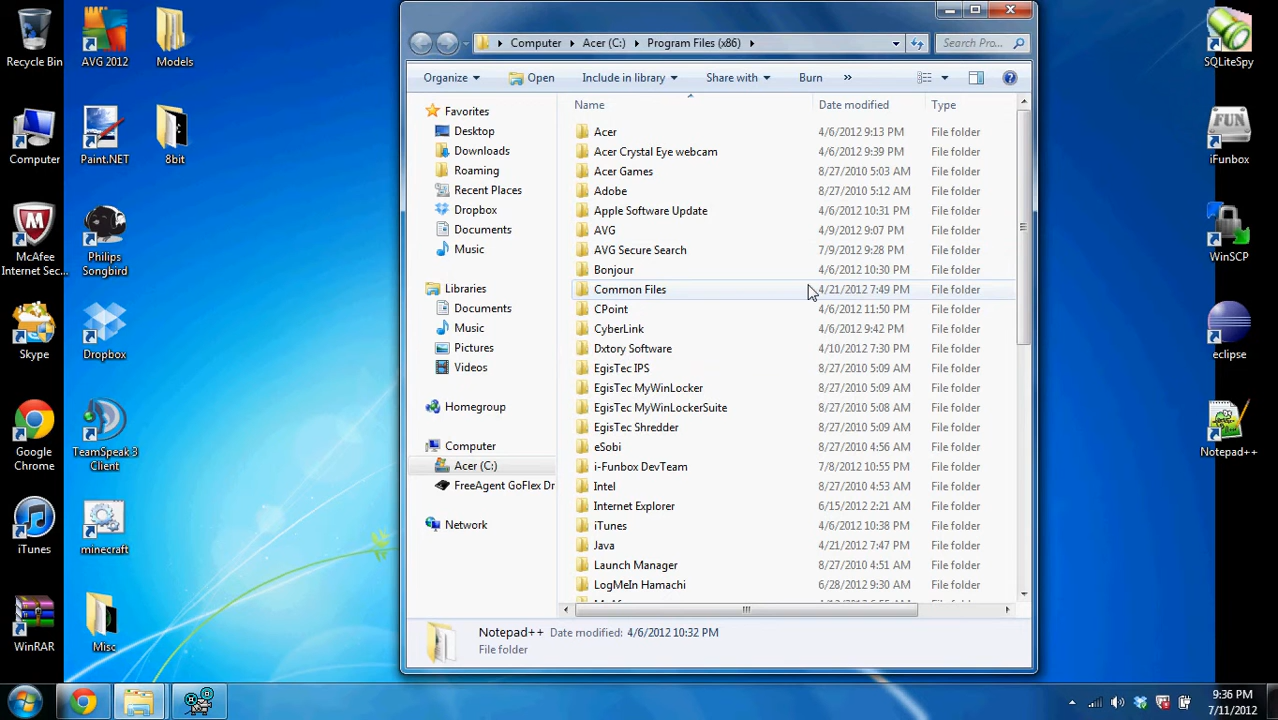 Recycle Bin
AVG 2012
Models
Computer
Paint.NET
8bit
McAfee
Internet Sec...
Philips
Songbird
Skype
Dropbox
Google
Chrome
TeamSpeak 3
Client
iTunes
minecraft
WinRAR
Misc
Computer
Acer (C:)
Program Files (x86)
Search Pro...
Organize
Open
Include in library
Share with
Burn
»
Favorites
Desktop
Downloads
Roaming
Recent Places
Dropbox
Documents
Music
Libraries
Documents
Music
Pictures
Videos
Homegroup
Computer
Acer (C:)
FreeAgent GoFlex Dr
Network
Name Date modified Type
Acer 4/6/2012 9:13 PM File folder
Acer Crystal Eye webcam 4/6/2012 9:39 PM File folder
Acer Games 8/27/2010 5:03 AM File folder
Adobe 8/27/2010 5:12 AM File folder
Apple Software Update 4/6/2012 10:31 PM File folder
AVG 4/9/2012 9:07 PM File folder
AVG Secure Search 7/9/2012 9:28 PM File folder
Bonjour 4/6/2012 10:30 PM File folder
Common Files 4/21/2012 7:49 PM File folder
CPoint 4/6/2012 11:50 PM File folder
CyberLink 4/6/2012 9:42 PM File folder
Dxtory Software 4/10/2012 7:30 PM File folder
EgisTec IPS 8/27/2010 5:09 AM File folder
EgisTec MyWinLocker 8/27/2010 5:09 AM File folder
EgisTec MyWinLockerSuite 8/27/2010 5:08 AM File folder
EgisTec Shredder 8/27/2010 5:09 AM File folder
eSobi 8/27/2010 4:56 AM File folder
i-Funbox DevTeam 7/8/2012 10:55 PM File folder
Intel 8/27/2010 4:53 AM File folder
Internet Explorer 6/15/2012 2:21 AM File folder
iTunes 4/6/2012 10:38 PM File folder
Java 4/21/2012 7:47 PM File folder
Launch Manager 8/27/2010 4:51 AM File folder
LogMeIn Hamachi 6/28/2012 9:30 AM File folder
Notepad++ Date modified: 4/6/2012 10:32 PM
File folder
SQLiteSpy
FUN
iFunbox
WinSCP
eclipse
Notepad++
9:36 PM
7/11/2012